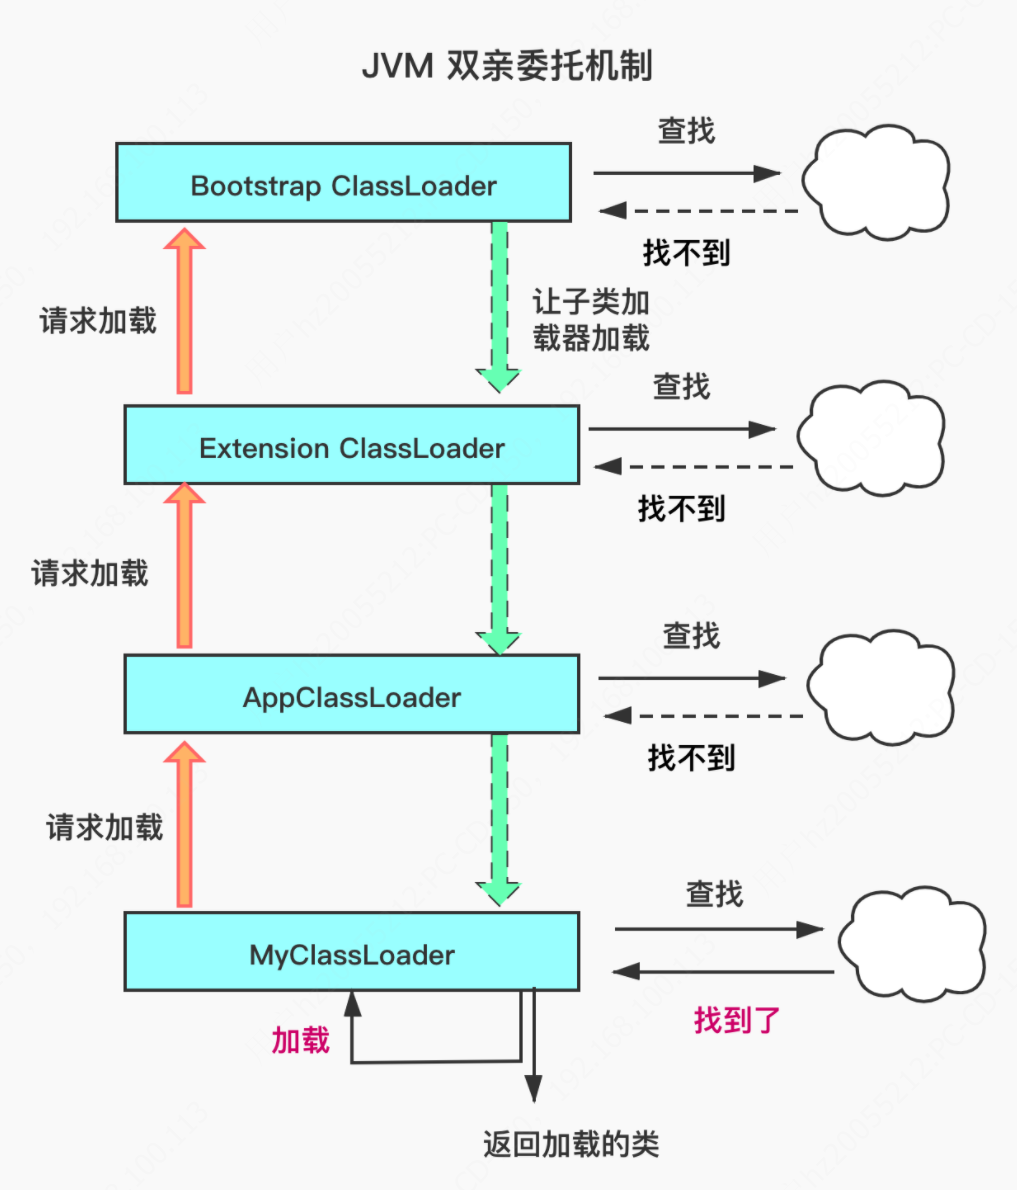 JVM 双亲委托机制
查找
Bootstrap ClassLoader
找不到
请求加载
让子类加
载器加载
查找
Extension ClassLoader
找不到
请求加载
查找
AppClassLoader
找不到
请求加载
查找
MyClassLoader
找到了
加载
返回加载的类